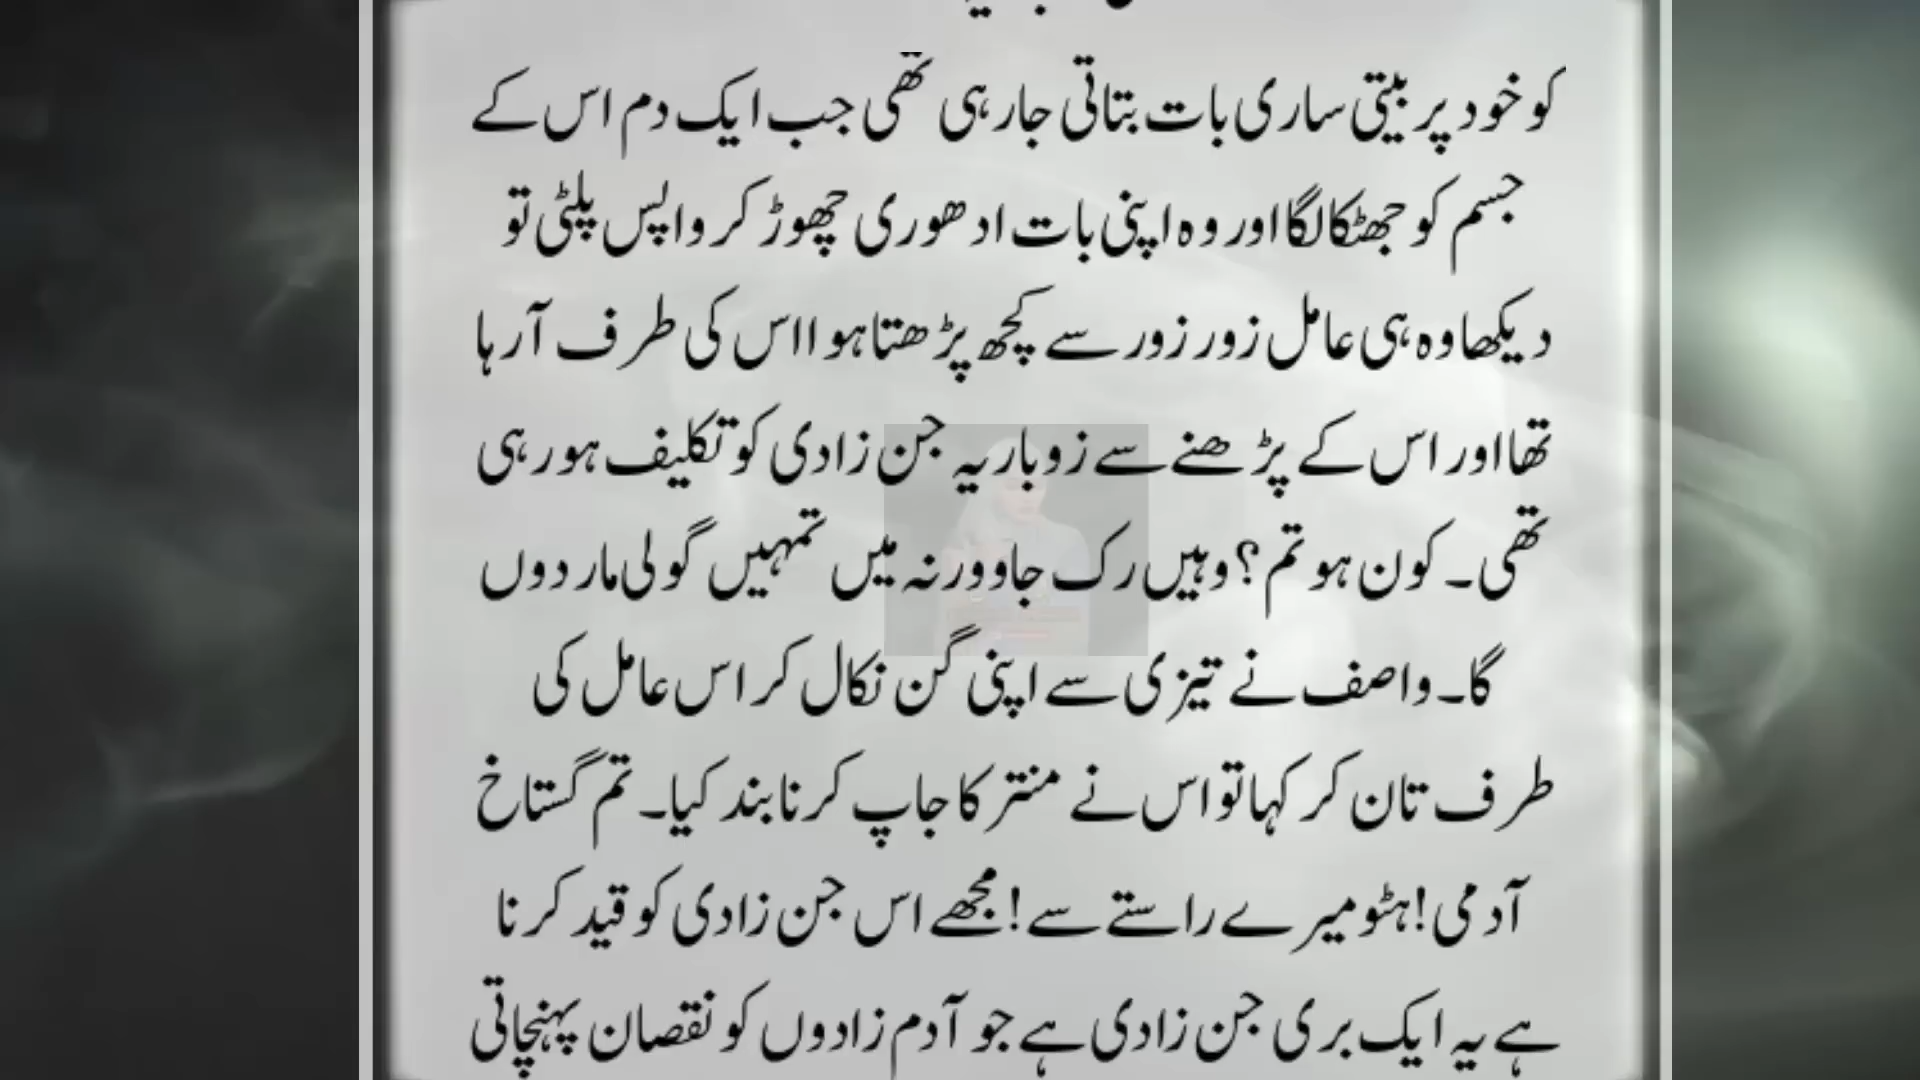 کو خود پر بیتی ساری بات بتاتی جارہی تھی جب ایک دم اس کے
جسم کو جھٹکا لگا اور وہ اپنی بات ادھوری چھوڑ کر واپس پلٹی تو
دیکھا وہ ہی عامل زور زور سے کچھ پڑھتا ہوا اس کی طرف آرہا
تھا اور اس کے پڑھنے سے زوباریہ جن زادی کو تکلیف ہورہی
تھی۔ کون ہو تم؟ وہیں رک جاو ورنہ میں تمہیں گولی مار دوں
گا۔ واصف نے تیزی سے اپنی گن نکال کر اس عامل کی
طرف تان کر کہا تو اس نے منتر کا جاپ کرنا بند کیا۔ تم گستاخ
آدمی! ہٹو میرے راستے سے! مجھے اس جن زادی کو قید کرنا
ہے یہ ایک بری جن زادی ہے جو آدم زادوں کو نقصان پہنچاتی